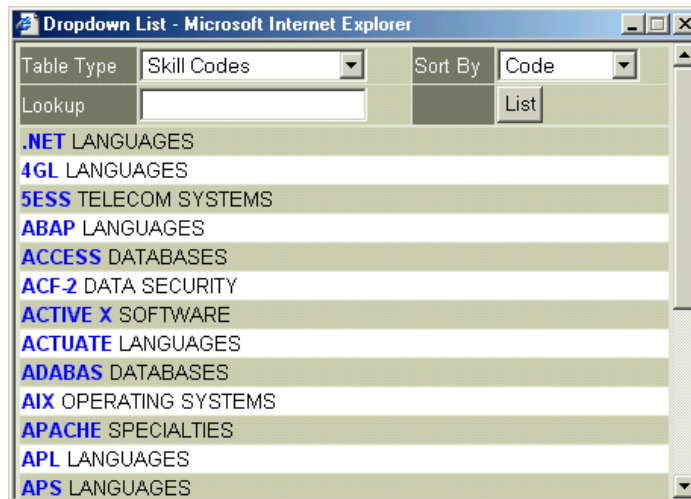 Dropdown List - Microsoft Internet Explorer
Table Type Skill Codes Sort By Code
Lookup List
.NET LANGUAGES
4GL LANGUAGES
5ESS TELECOM SYSTEMS
ABAP LANGUAGES
ACCESS DATABASES
ACF-2 DATA SECURITY
ACTIVE X SOFTWARE
ACTUATE LANGUAGES
ADABAS DATABASES
AIX OPERATING SYSTEMS
APACHE SPECIALTIES
APL LANGUAGES
APS LANGUAGES